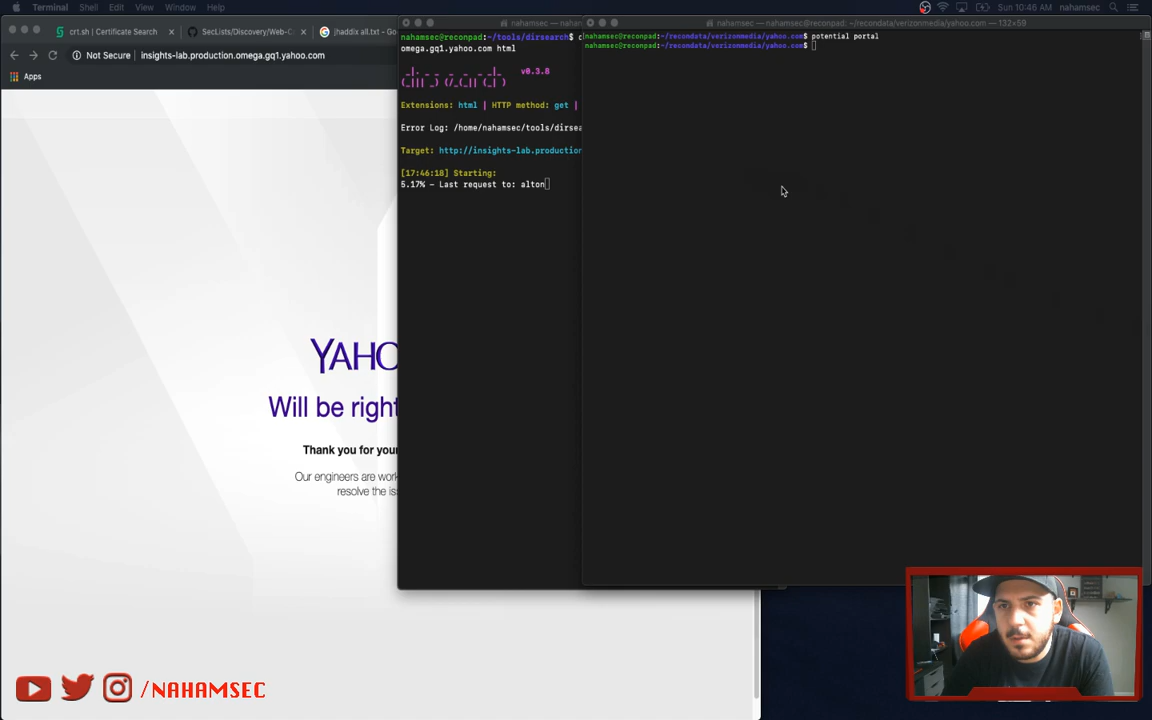 Terminal Shell Edit View Window Help
Sun 10:46 AM nahamsec
crt.sh | Certificate Search
SecLists/Discovery/Web-C
jhaddix all.txt - Go
Not Secure | insights-lab.production.omega.gq1.yahoo.com
Apps
YAHO
Will be right
Thank you for your
Our engineers are work
resolve the is
nahamsec — naham
nahamsec@reconpad:~/tools/dirsearch$
omega.gq1.yahoo.com html
v0.3.8
Extensions: html | HTTP method: get |
Error Log: /home/nahamsec/tools/dirsea
Target: http://insights-lab.production
[17:46:18] Starting:
5.17% - Last request to: alton
nahamsec — nahamsec@reconpad: ~/recondata/verizonmedia/yahoo.com — 132×59
nahamsec@reconpad:~/recondata/verizonmedia/yahoo.com$ potential portal
nahamsec@reconpad:~/recondata/verizonmedia/yahoo.com$
/NAHAMSEC